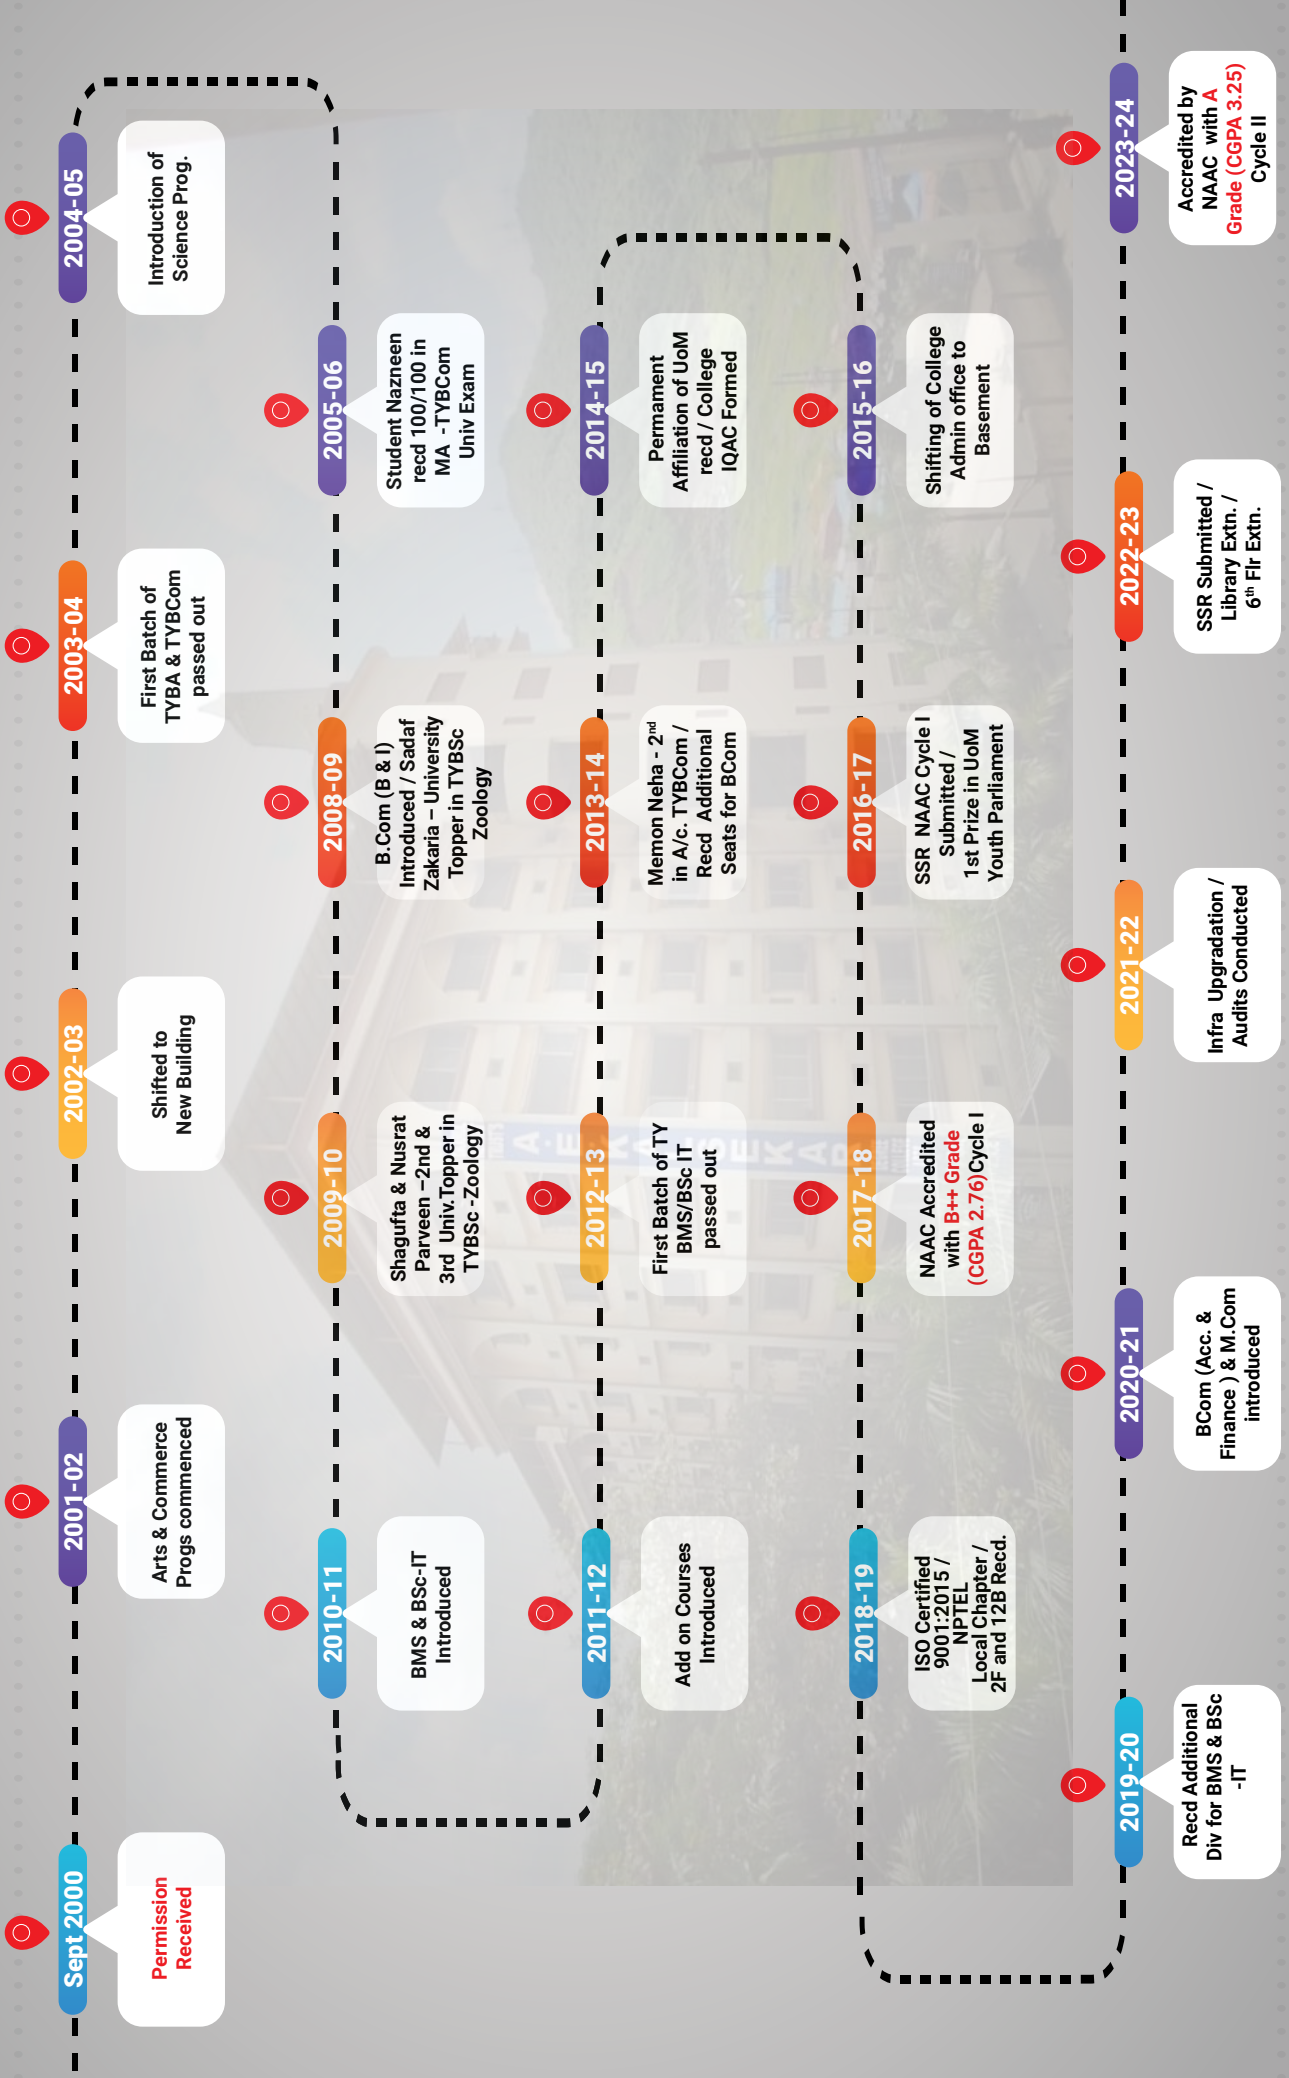 Sept 2000
Permission
Received
2001-02
Arts & Commerce
Progs commenced
2002-03
Shifted to
New Building
2003-04
First Batch of
TYBA & TYBCom
passed out
2004-05
Introduction of
Science Prog.
2005-06
Student Nazneen
recd 100/100 in
MA -TYBCom
Univ Exam
2008-09
B.Com (B & I)
Introduced / Sadaf
Zakaria – University
Topper in TYBSc
Zoology
2009-10
Shagufta & Nusrat
Parveen –2nd &
3rd Univ.Topper in
TYBSc -Zoology
2010-11
BMS & BSc-IT
Introduced
2011-12
Add on Courses
Introduced
2012-13
First Batch of TY
BMS/BSc IT
passed out
2013-14
Memon Neha - 2nd
in A/c. TYBCom /
Recd Additional
Seats for BCom
2014-15
Permament
Affiliation of UoM
recd / College
IQAC Formed
2015-16
Shifting of College
Admin office to
Basement
2016-17
SSR NAAC Cycle I
Submitted /
1st Prize in UoM
Youth Parliament
2017-18
NAAC Accredited
with B++ Grade
(CGPA 2.76)Cycle I
2018-19
ISO Certified
9001:2015 /
NPTEL
Local Chapter /
2F and 12B Recd.
2019-20
Recd Additional
Div for BMS & BSc
-IT
2020-21
BCom (Acc. &
Finance ) & M.Com
introduced
2021-22
Infra Upgradation /
Audits Conducted
2022-23
SSR Submitted /
Library Extn. /
6th Flr Extn.
2023-24
Accredited by
NAAC with A
Grade (CGPA 3.25)
Cycle II